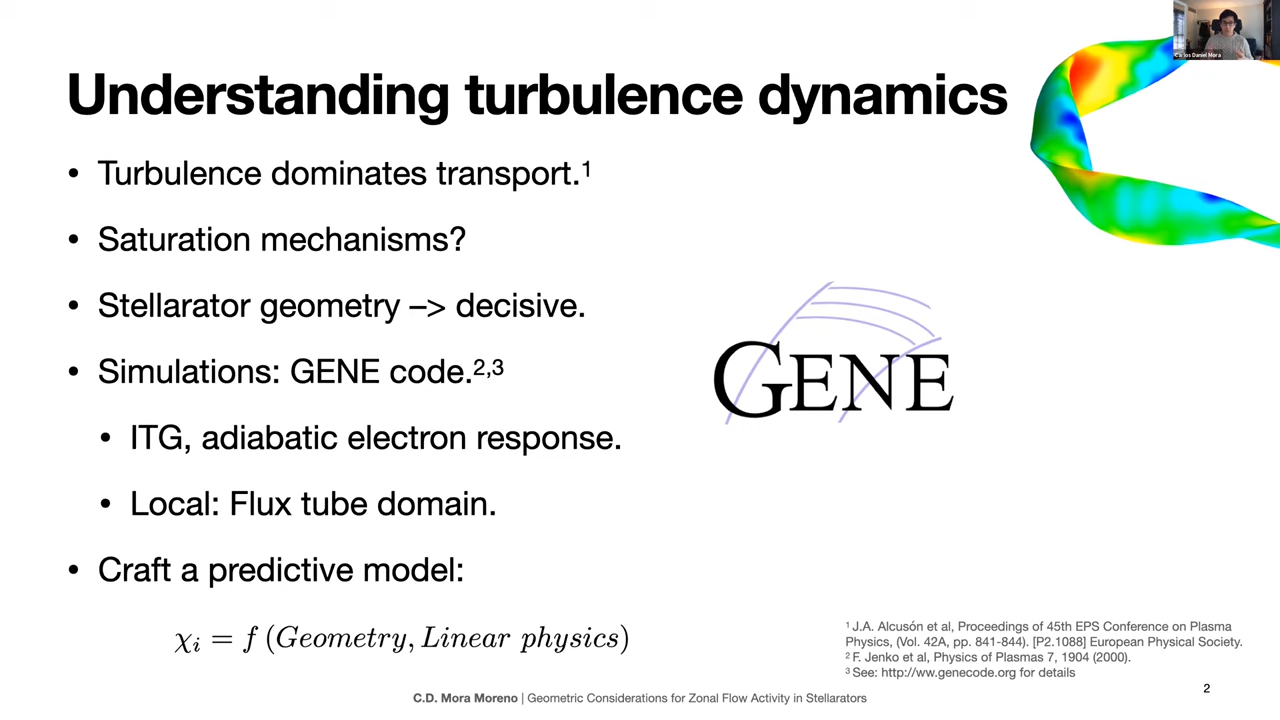 Carlos Daniel Mora
Understanding turbulence dynamics
• Turbulence dominates transport.¹
• Saturation mechanisms?
• Stellarator geometry –> decisive.
• Simulations: GENE code.²,³
• ITG, adiabatic electron response.
• Local: Flux tube domain.
• Craft a predictive model:
χᵢ = f (Geometry, Linear physics)
GENE
¹ J.A. Alcusón et al, Proceedings of 45th EPS Conference on Plasma
Physics, (Vol. 42A, pp. 841-844). [P2.1088] European Physical Society.
² F. Jenko et al, Physics of Plasmas 7, 1904 (2000).
³ See: http://ww.genecode.org for details
C.D. Mora Moreno | Geometric Considerations for Zonal Flow Activity in Stellarators
2